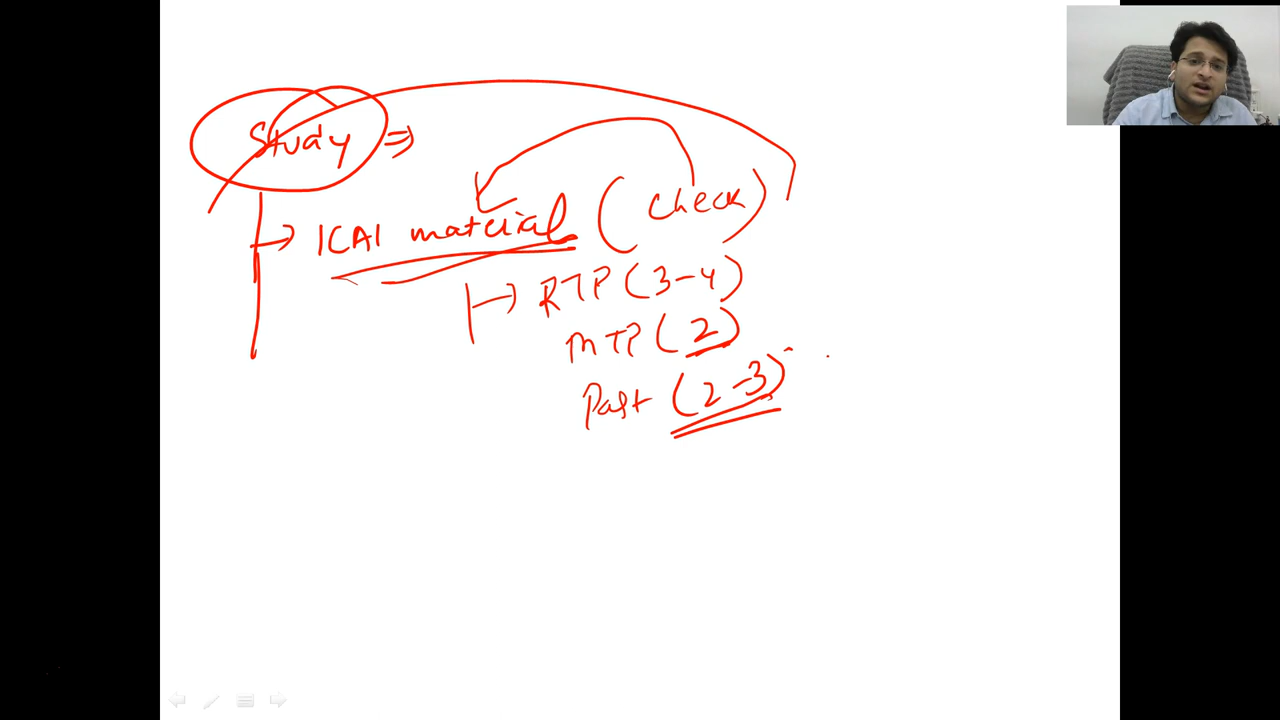 Study ⇒
→ ICAI material (Check)
→ RTP (3-4)
MTP (2)
Past (2-3)